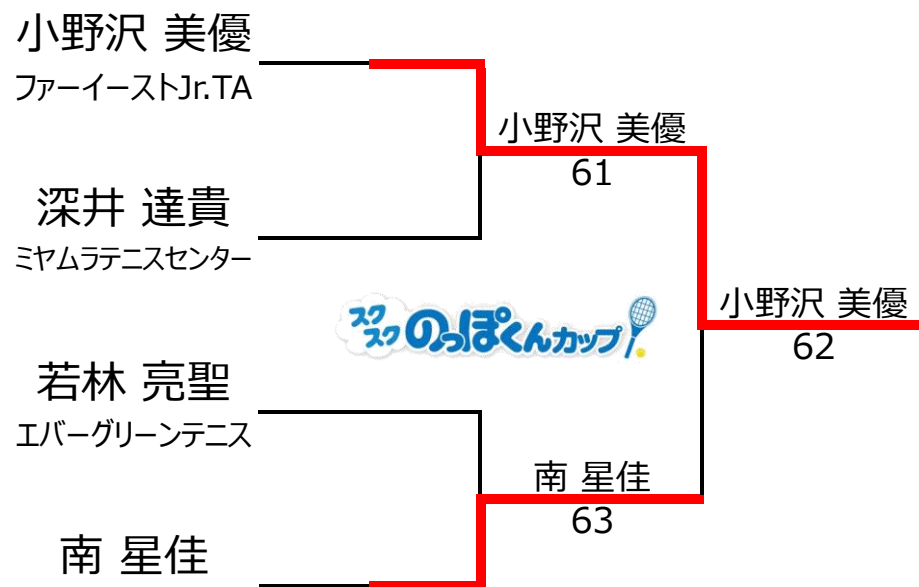 小野沢 美優
ファーイーストJr.TA
小野沢 美優
61
深井 達貴
ミヤムラテニスセンター
小野沢 美優
62
スクスクのっぽくんカップ!
若林 亮聖
エバーグリーンテニス
南 星佳
63
南 星佳